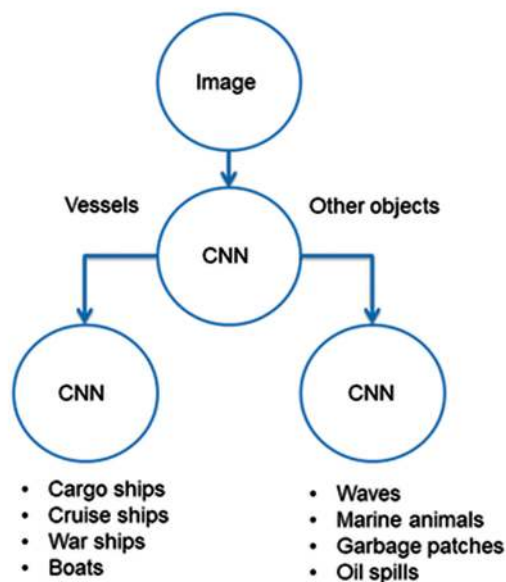 Image
Vessels
Other objects
CNN
CNN
CNN
• Cargo ships
• Cruise ships
• War ships
• Boats
• Waves
• Marine animals
• Garbage patches
• Oil spills